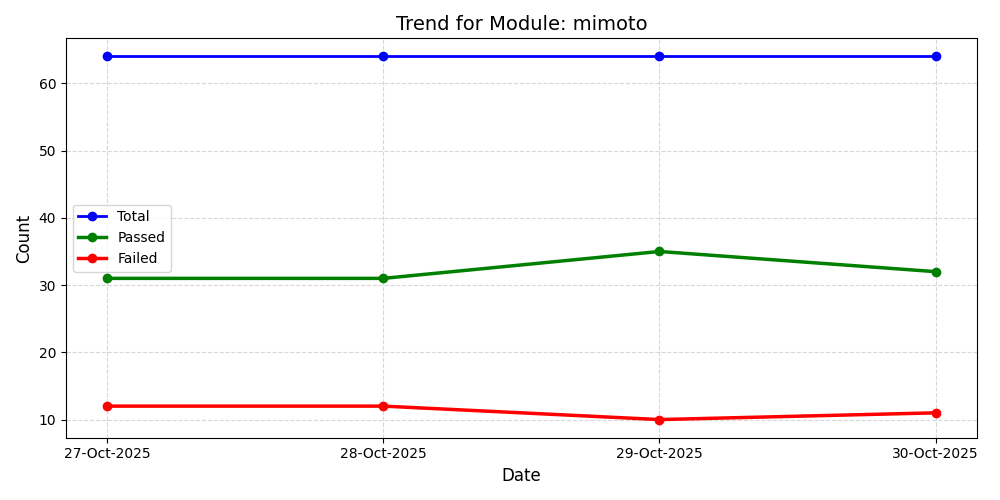 Trend for Module: mimoto
Count
60
50
40
30
20
10
Total
Passed
Failed
27-Oct-2025
28-Oct-2025
29-Oct-2025
30-Oct-2025
Date